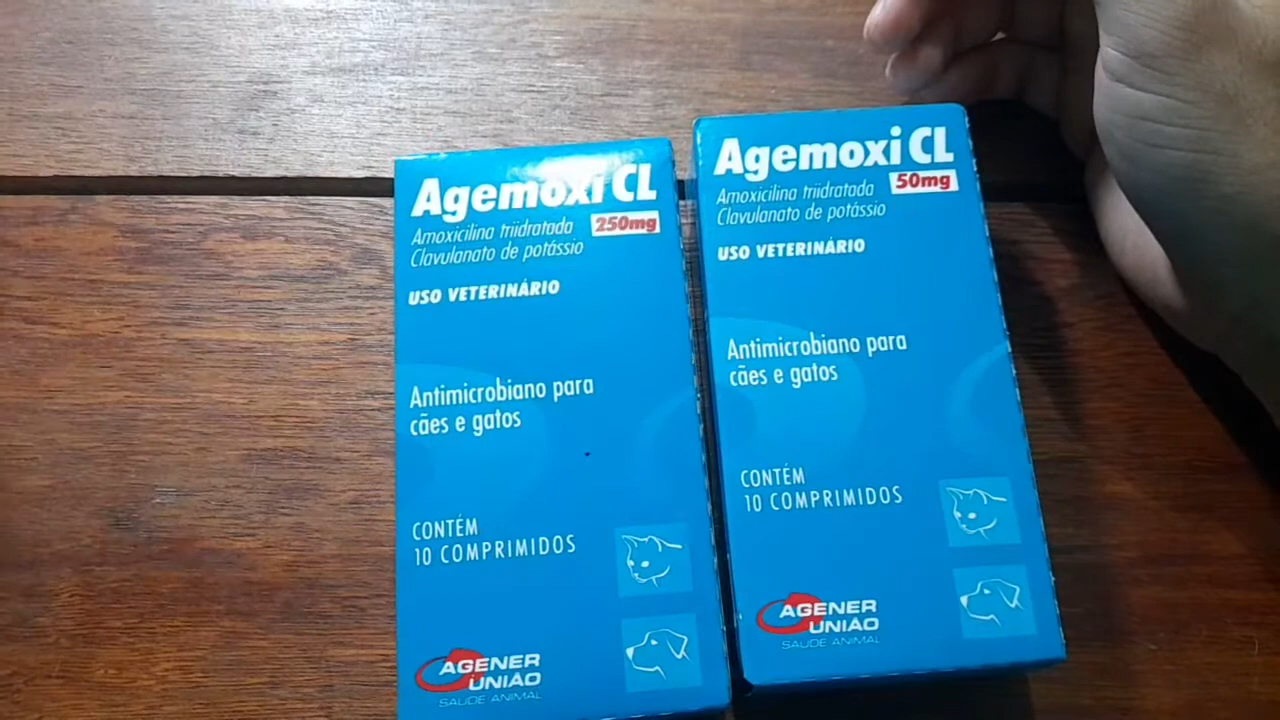 Agemoxi CL
250mg
Amoxicilina triidratada
Clavulanato de potássio
USO VETERINÁRIO
Antimicrobiano para
cães e gatos
CONTÉM
10 COMPRIMIDOS
AGENER
UNIÃO
SAÚDE ANIMAL
Agemoxi CL
50mg
Amoxicilina triidratada
Clavulanato de potássio
USO VETERINÁRIO
Antimicrobiano para
cães e gatos
CONTÉM
10 COMPRIMIDOS
AGENER
UNIÃO
SAÚDE ANIMAL